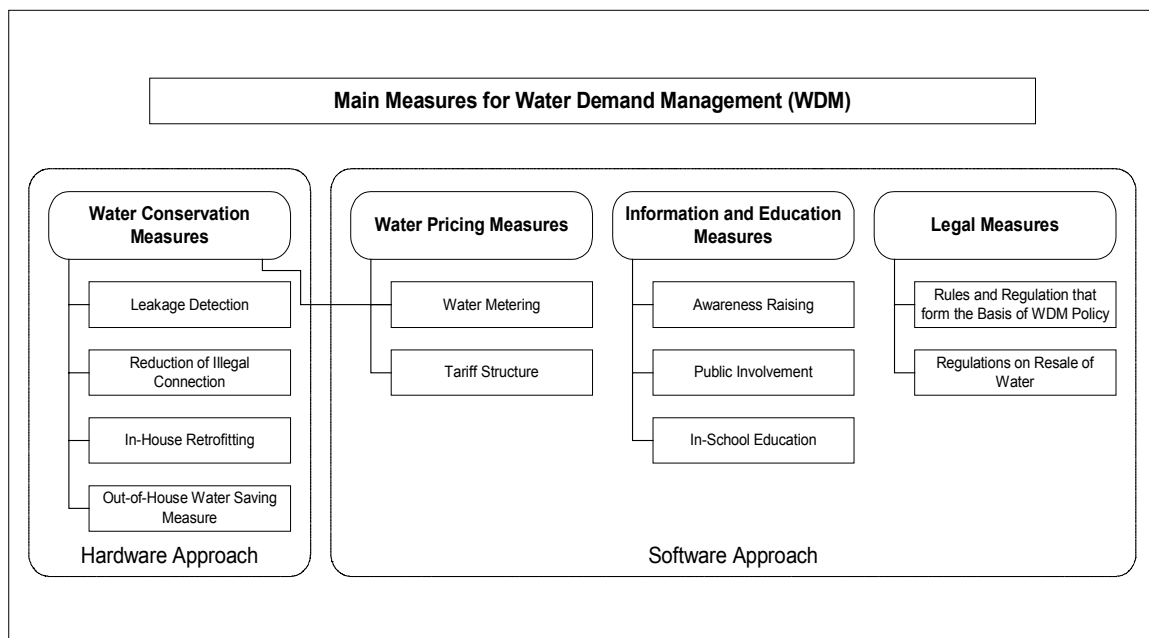 Main Measures for Water Demand Management (WDM)
Water Conservation
Measures
Leakage Detection
Reduction of Illegal
Connection
In-House Retrofitting
Out-of-House Water Saving
Measure
Hardware Approach
Water Pricing Measures
Water Metering
Tariff Structure
Information and Education
Measures
Awareness Raising
Public Involvement
In-School Education
Legal Measures
Rules and Regulation that
form the Basis of WDM Policy
Regulations on Resale of
Water
Software Approach